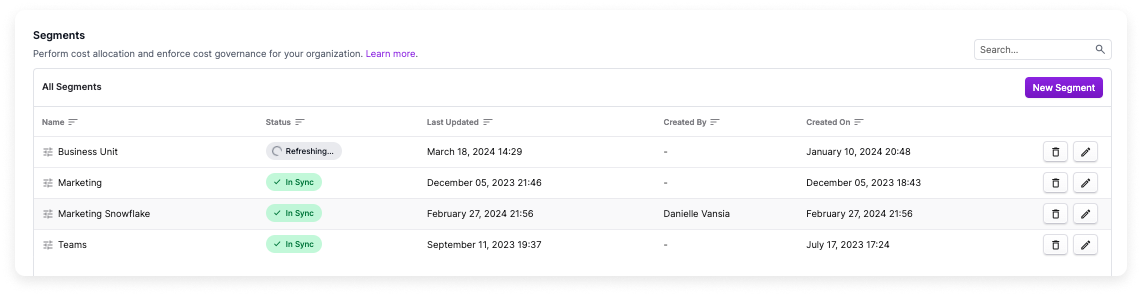 Segments
Perform cost allocation and enforce cost governance for your organization. Learn more.
Search...
All Segments
New Segment
Name Status Last Updated Created By Created On
Business Unit Refreshing... March 18, 2024 14:29 - January 10, 2024 20:48
Marketing In Sync December 05, 2023 21:46 - December 05, 2023 18:43
Marketing Snowflake In Sync February 27, 2024 21:56 Danielle Vansia February 27, 2024 21:56
Teams In Sync September 11, 2023 19:37 - July 17, 2023 17:24